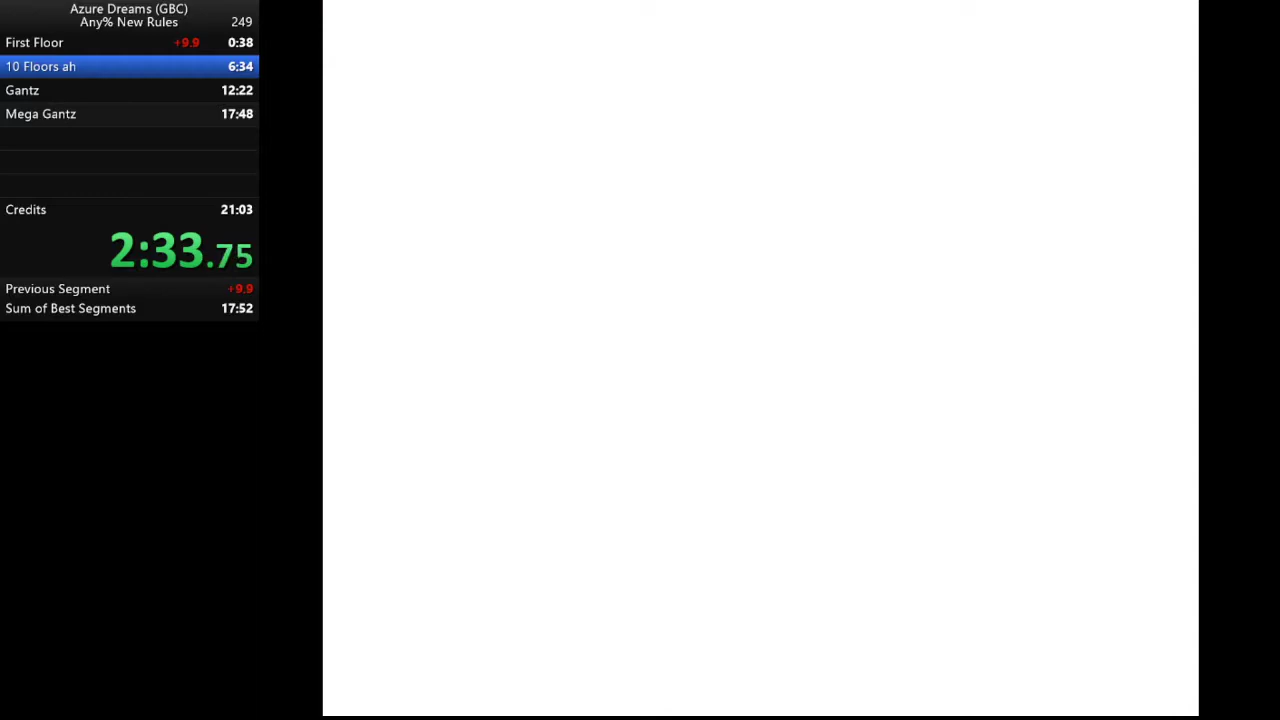 Azure Dreams (GBC)
Any% New Rules 249
First Floor +9.9 0:38
10 Floors ah 6:34
Gantz 12:22
Mega Gantz 17:48
Credits 21:03
2:33.75
Previous Segment +9.9
Sum of Best Segments 17:52